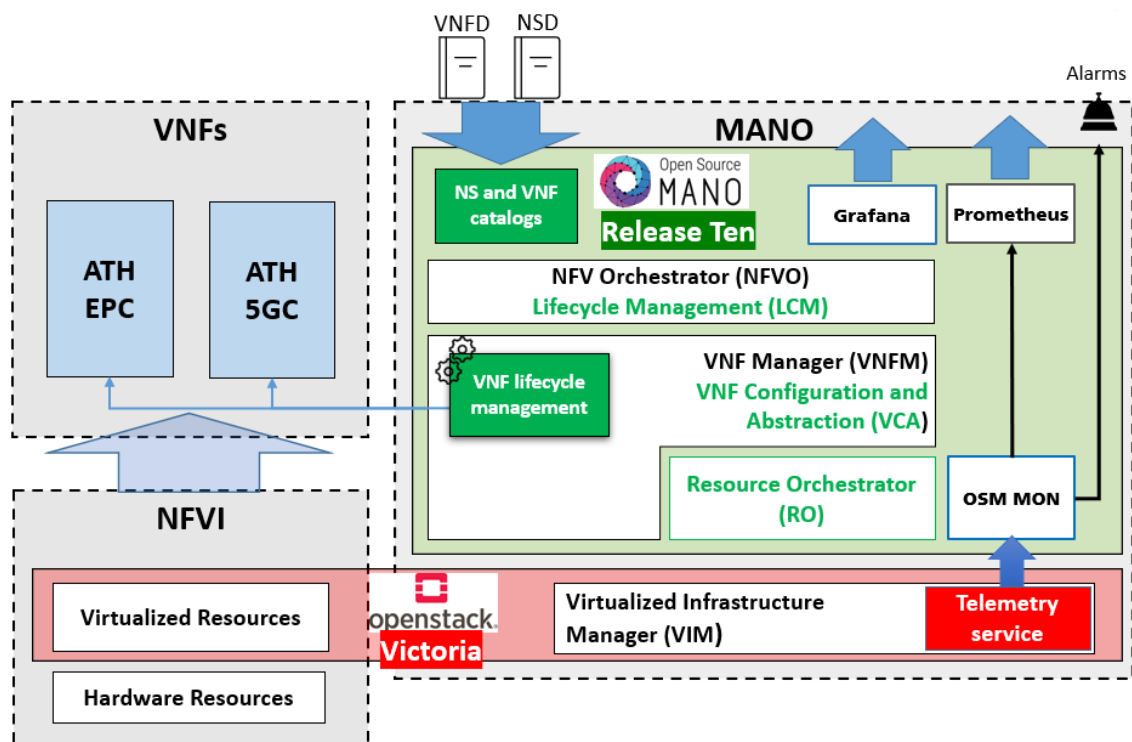 VNFD
NSD
Alarms
VNFs
MANO
NS and VNF
catalogs
Open Source
MANO
Release Ten
Grafana
Prometheus
ATH
EPC
ATH
5GC
NFV Orchestrator (NFVO)
Lifecycle Management (LCM)
VNF lifecycle
management
VNF Manager (VNFM)
VNF Configuration and
Abstraction (VCA)
Resource Orchestrator
(RO)
OSM MON
NFVI
Virtualized Resources
openstack.
Victoria
Virtualized Infrastructure
Manager (VIM)
Telemetry
service
Hardware Resources